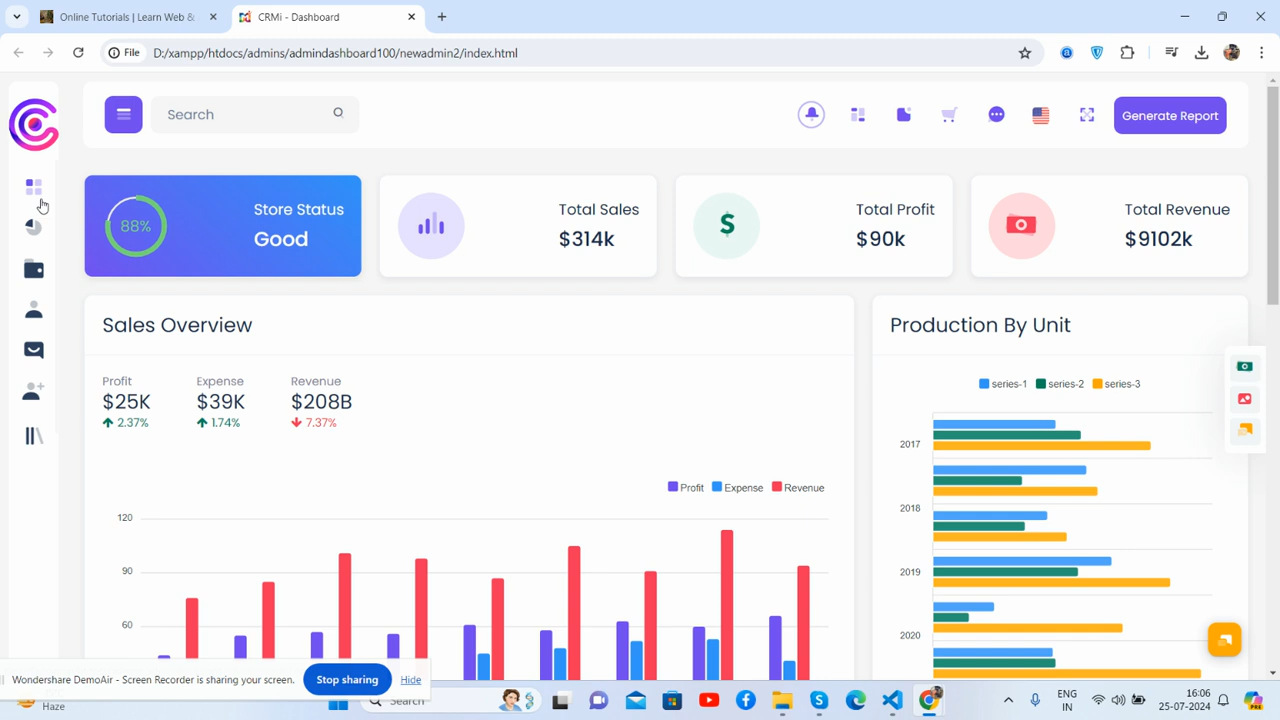 Online Tutorials | Learn Web &
CRMi - Dashboard
File
D:/xampp/htdocs/admins/admindashboard100/newadmin2/index.html
Search
Generate Report
88%
Store Status
Good
Total Sales
$314k
Total Profit
$90k
Total Revenue
$9102k
Sales Overview
Profit
Expense
Revenue
$25K
$39K
$208B
2.37%
1.74%
7.37%
Profit
Expense
Revenue
120
90
60
Production By Unit
series-1
series-2
series-3
2017
2018
2019
2020
Wondershare DemoAir - Screen Recorder is sharing your screen.
Stop sharing
Hide
Haze
Search
ENG
IN
16:06
25-07-2024